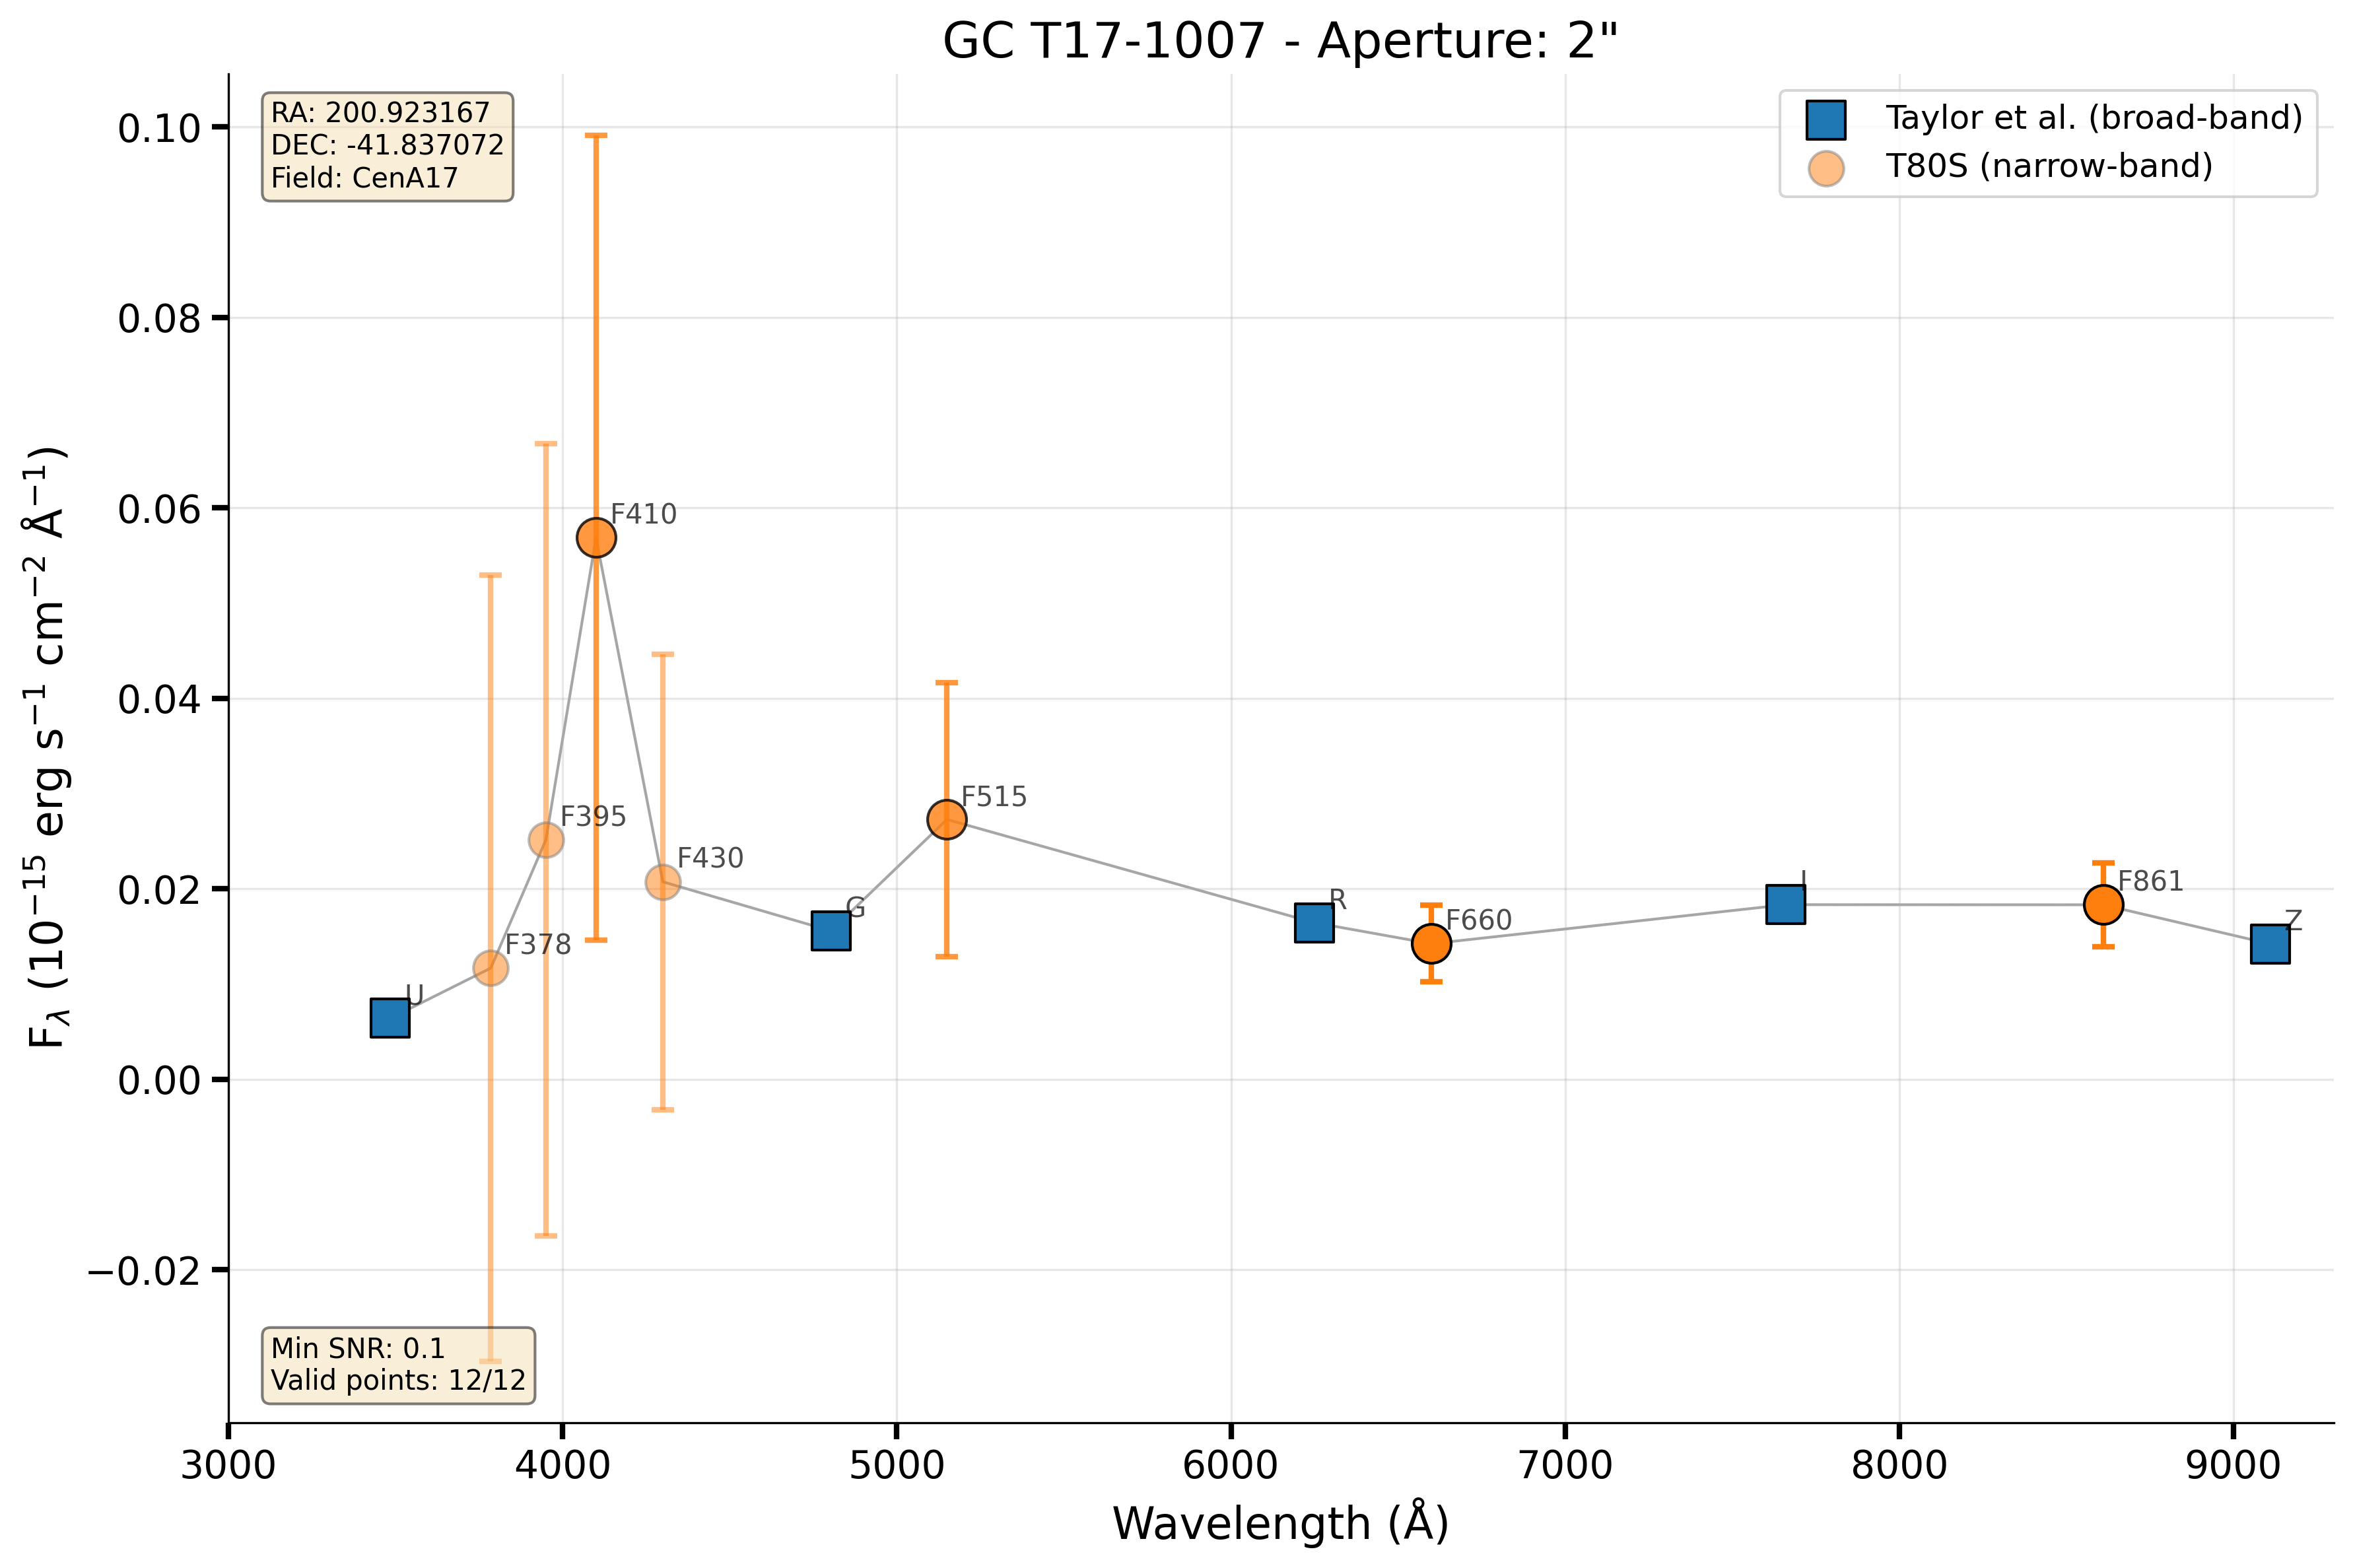 GC T17-1007 - Aperture: 2"
RA: 200.923167
DEC: -41.837072
Field: CenA17
Taylor et al. (broad-band)
T80S (narrow-band)
0.10
0.08
0.06
0.04
0.02
0.00
−0.02
F$_λ$ (10⁻¹⁵ erg s⁻¹ cm⁻² Å⁻¹)
U
F378
F395
F410
F430
G
F515
R
F660
I
F861
Z
Min SNR: 0.1
Valid points: 12/12
3000 4000 5000 6000 7000 8000 9000
Wavelength (Å)